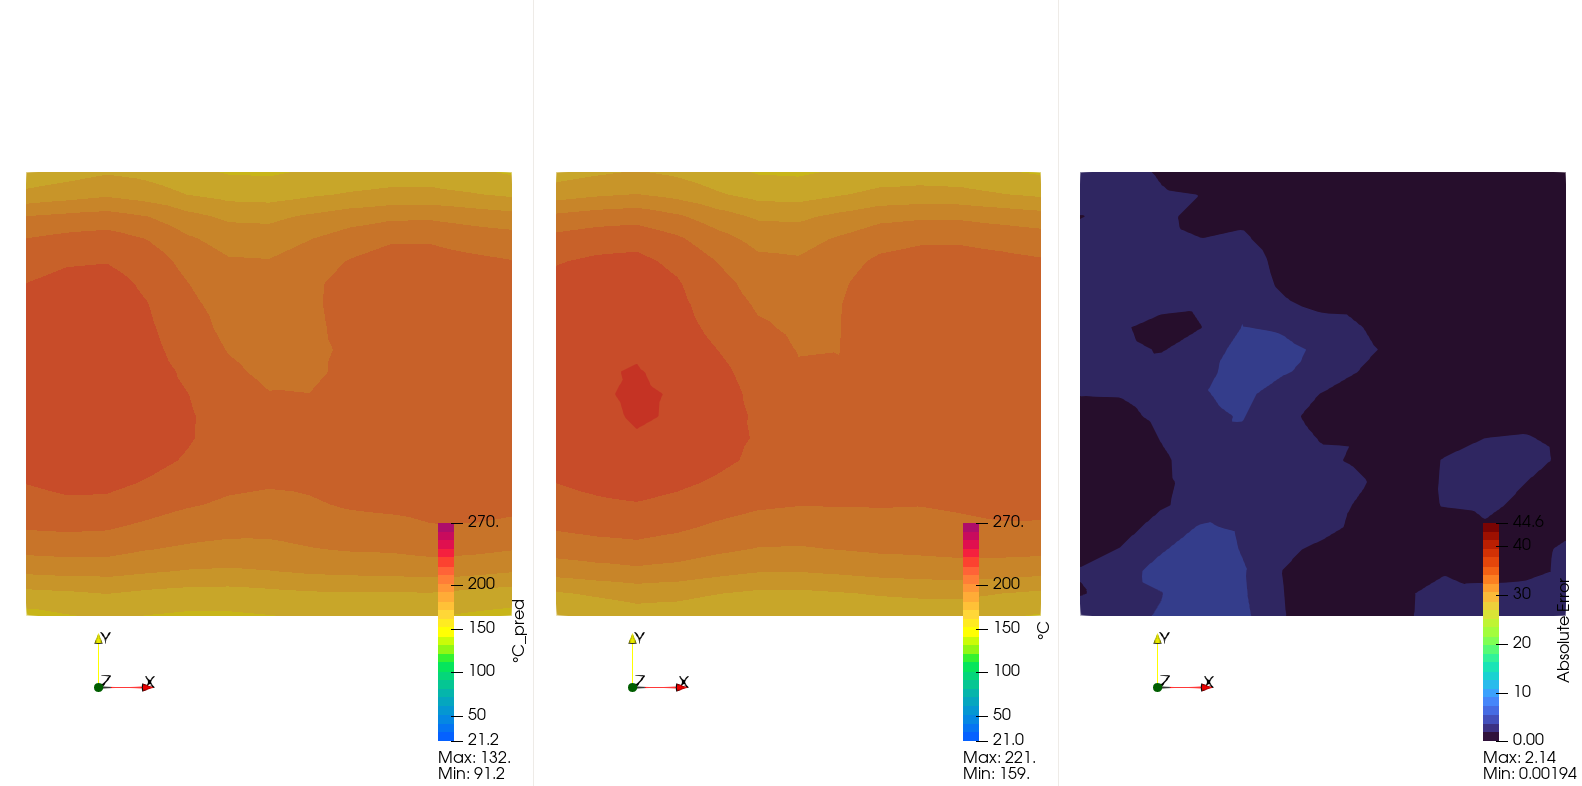 270.
200
150
100
50
21.2
°C_pred
Max: 132.
Min: 91.2
Y
Z
X
270.
200
150
100
50
21.0
°C
Max: 221.
Min: 159.
Y
Z
X
44.6
40
30
20
10
0.00
Absolute Error
Max: 2.14
Min: 0.00194
Y
Z
X